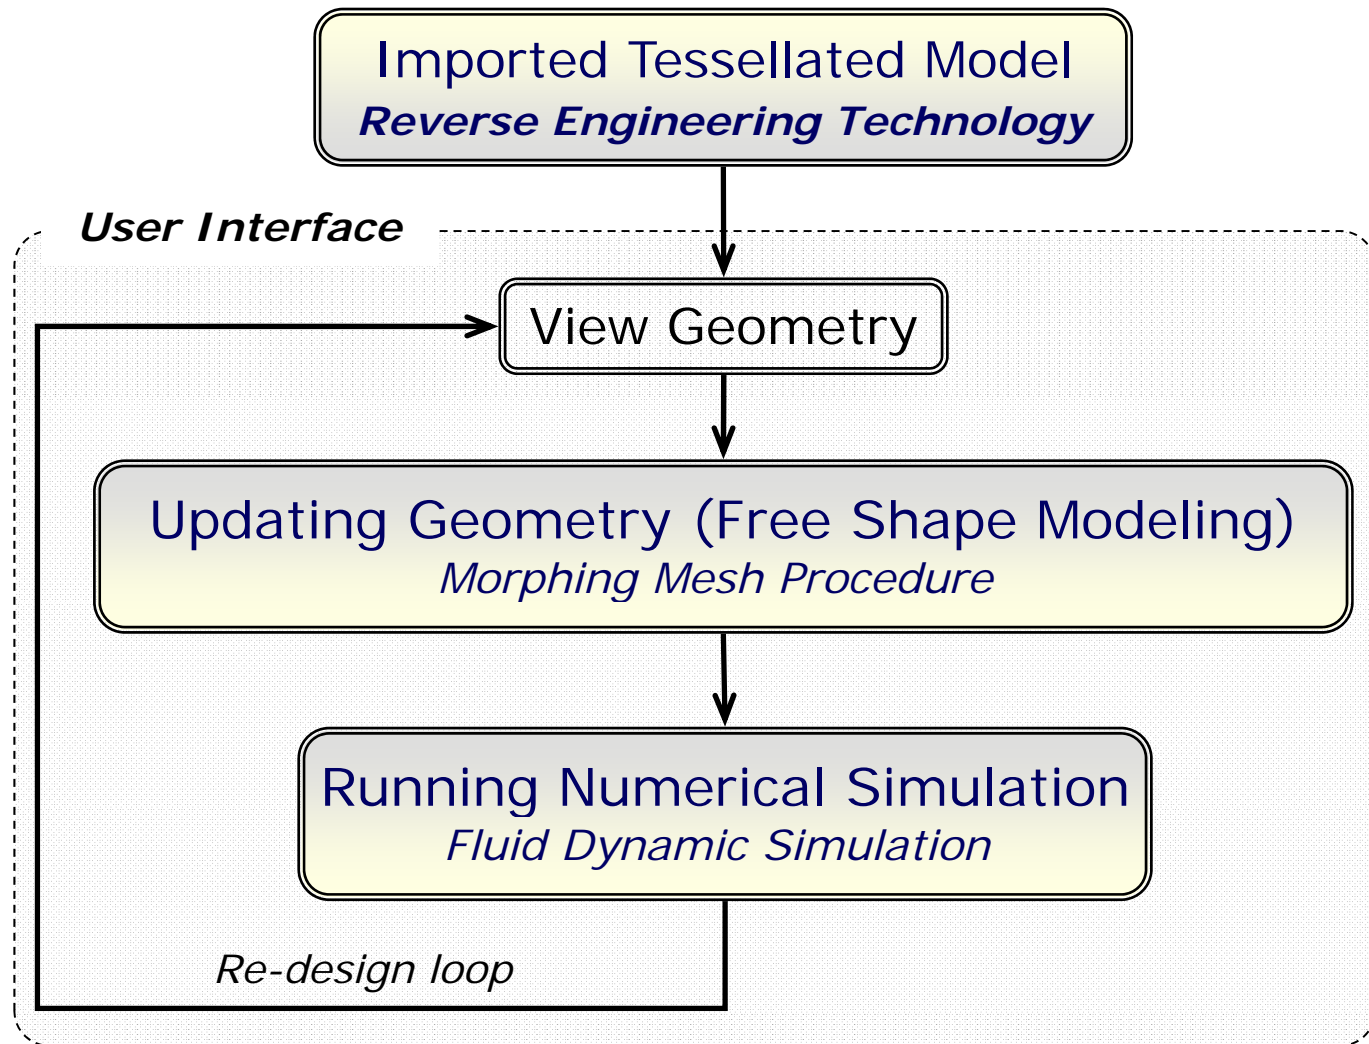 Imported Tessellated Model
Reverse Engineering Technology
User Interface
View Geometry
Updating Geometry (Free Shape Modeling)
Morphing Mesh Procedure
Running Numerical Simulation
Fluid Dynamic Simulation
Re-design loop